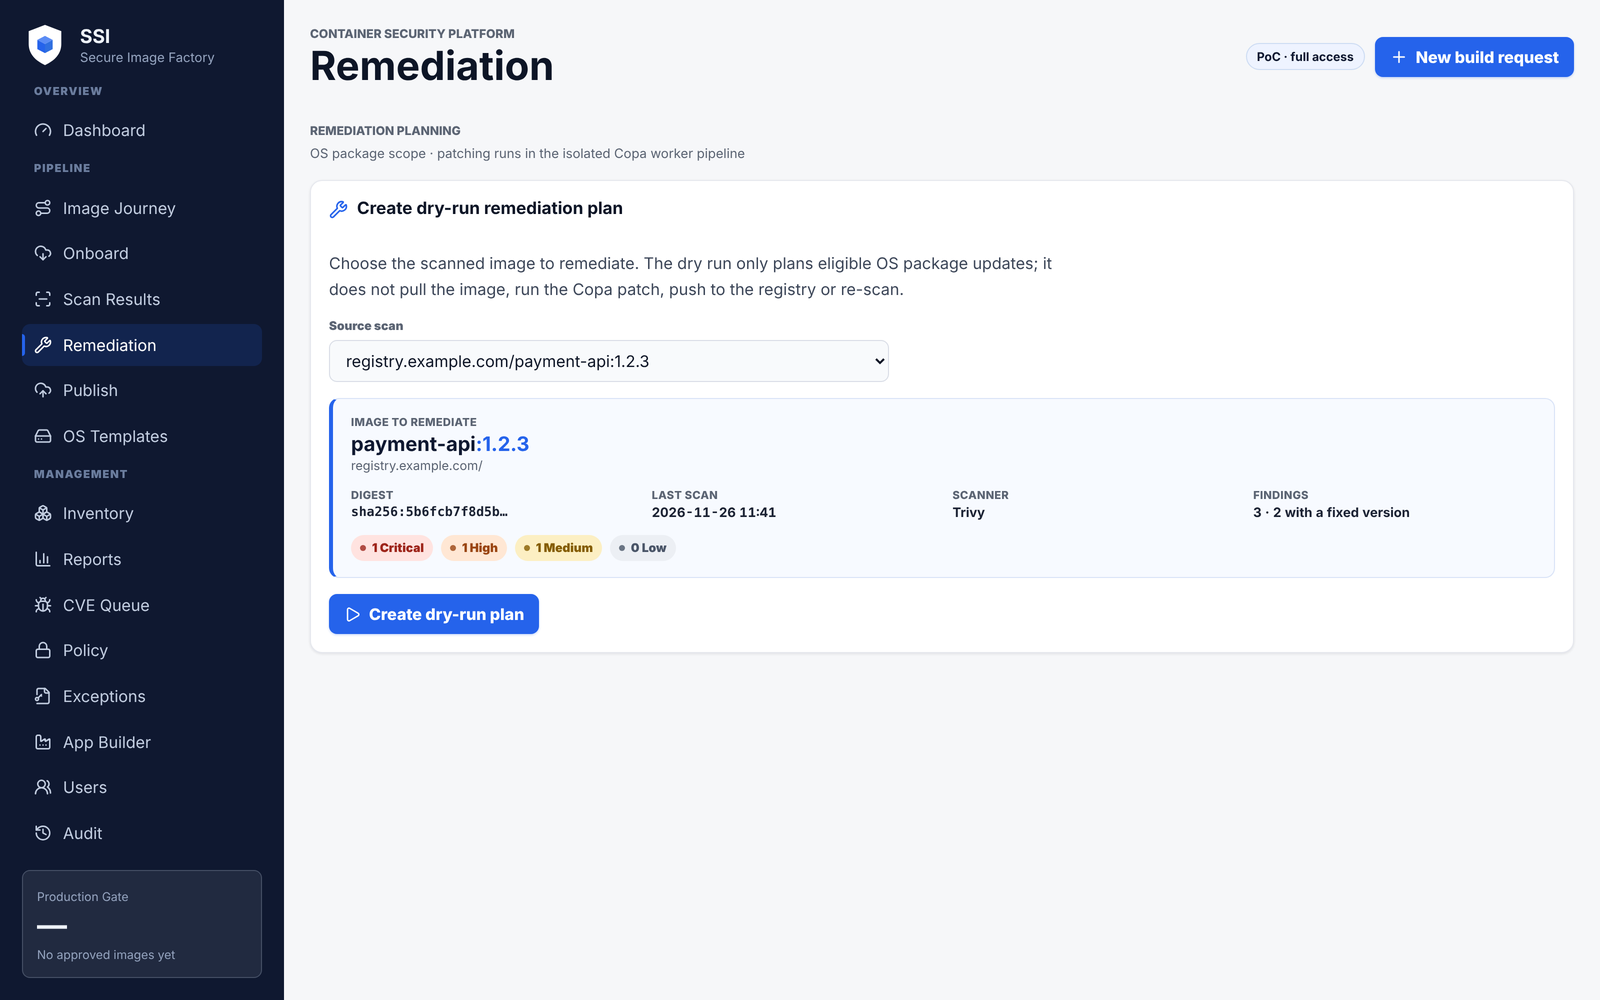 SSI
Secure Image Factory
OVERVIEW
Dashboard
PIPELINE
Image Journey
Onboard
Scan Results
Remediation
Publish
OS Templates
MANAGEMENT
Inventory
Reports
CVE Queue
Policy
Exceptions
App Builder
Users
Audit
Production Gate
—
No approved images yet
CONTAINER SECURITY PLATFORM
Remediation
PoC · full access
New build request
REMEDIATION PLANNING
OS package scope · patching runs in the isolated Copa worker pipeline
Create dry-run remediation plan
Choose the scanned image to remediate. The dry run only plans eligible OS package updates; it
does not pull the image, run the Copa patch, push to the registry or re-scan.
Source scan
registry.example.com/payment-api:1.2.3
IMAGE TO REMEDIATE
payment-api:1.2.3
registry.example.com/
DIGEST
sha256:5b6fcb7f8d5b…
LAST SCAN
2026-11-26 11:41
SCANNER
Trivy
FINDINGS
3 · 2 with a fixed version
1 Critical
1 High
1 Medium
0 Low
Create dry-run plan